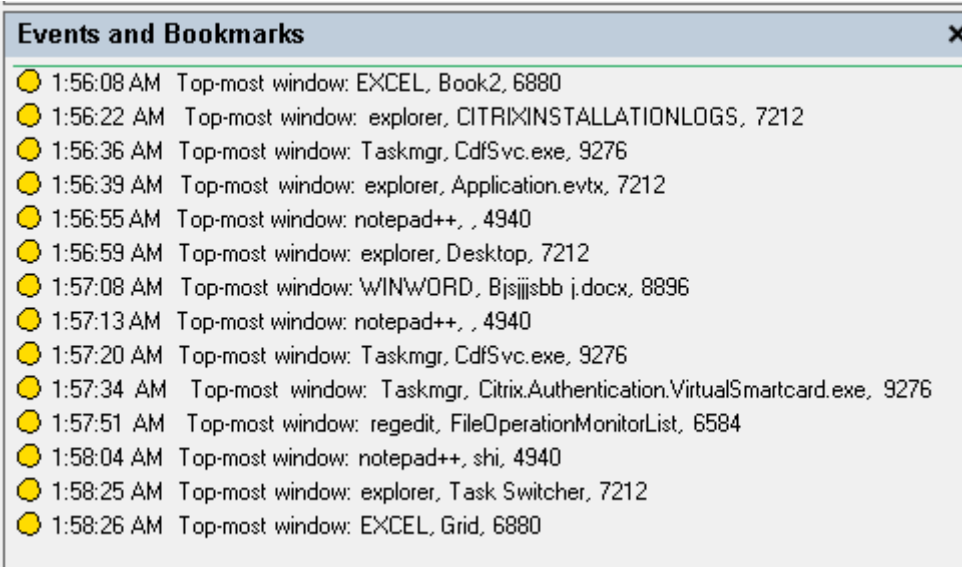 Events and Bookmarks
1:56:08 AM Top-most window: EXCEL, Book2, 6880
1:56:22 AM Top-most window: explorer, CITRIXINSTALLATIONLOGS, 7212
1:56:36 AM Top-most window: Taskmgr, CdfSvc.exe, 9276
1:56:39 AM Top-most window: explorer, Application.evtx, 7212
1:56:55 AM Top-most window: notepad++, , 4940
1:56:59 AM Top-most window: explorer, Desktop, 7212
1:57:08 AM Top-most window: WINWORD, Bjsjjjsbb j.docx, 8896
1:57:13 AM Top-most window: notepad++, , 4940
1:57:20 AM Top-most window: Taskmgr, CdfSvc.exe, 9276
1:57:34 AM Top-most window: Taskmgr, Citrix.Authentication.VirtualSmartcard.exe, 9276
1:57:51 AM Top-most window: regedit, FileOperationMonitorList, 6584
1:58:04 AM Top-most window: notepad++, shi, 4940
1:58:25 AM Top-most window: explorer, Task Switcher, 7212
1:58:26 AM Top-most window: EXCEL, Grid, 6880